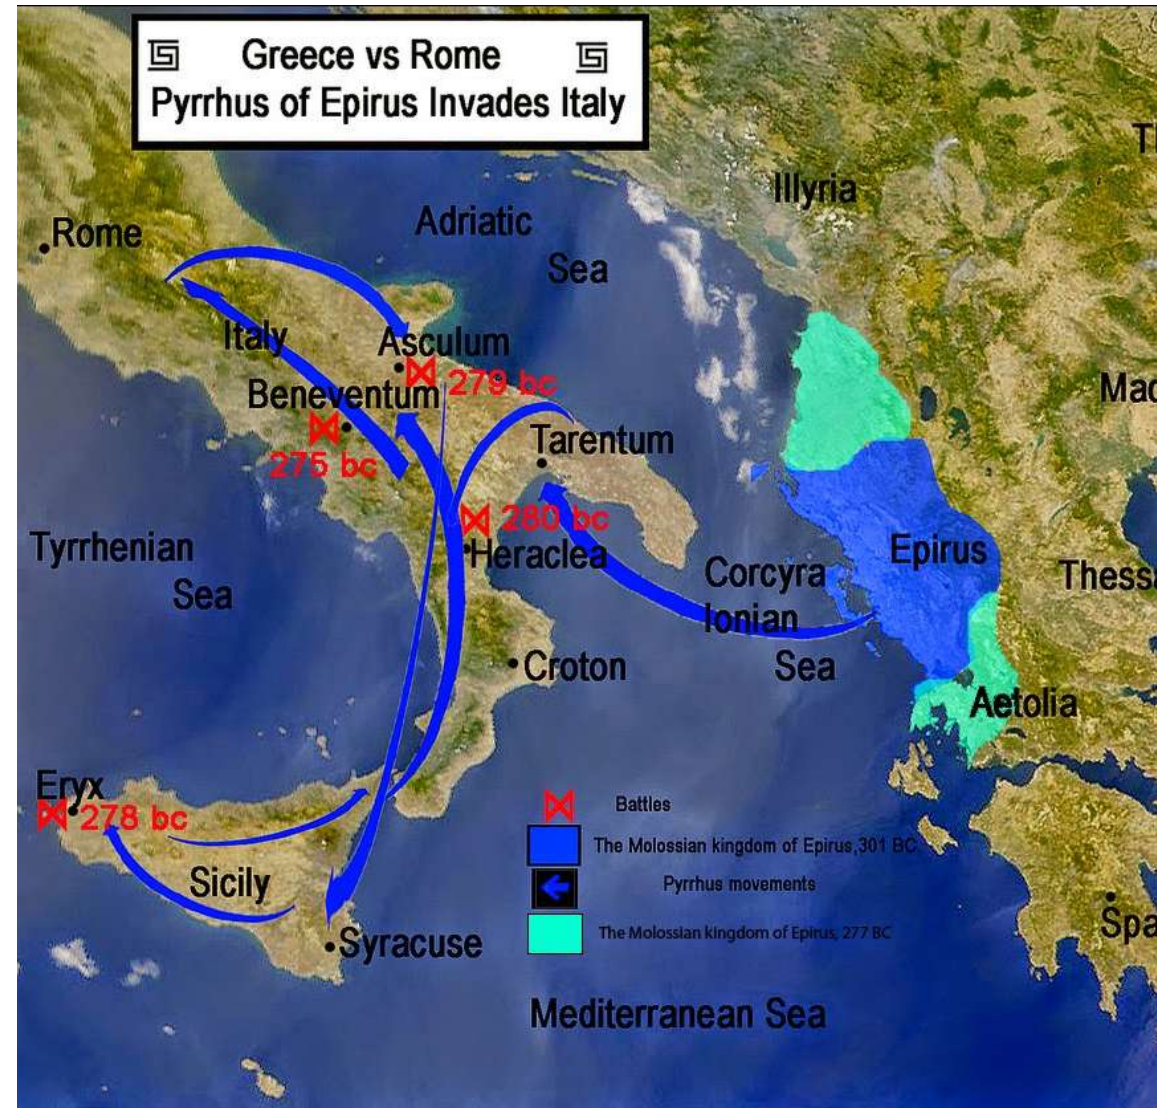 Greece vs Rome
Pyrrhus of Epirus Invades Italy
Th
Illyria
Adriatic
Sea
Rome
Italy
Asculum
279 bc
Beneventum
275 bc
Mac
Tarentum
280 bc
Heraclea
Tyrrhenian
Sea
Epirus
Corcyra
Ionian
Sea
Thessa
Croton
Aetolia
Eryx
278 bc
Sicily
Syracuse
Battles
The Molossian kingdom of Epirus,301 BC
Pyrrhus movements
The Molossian kingdom of Epirus, 277 BC
Spa
Mediterranean Sea